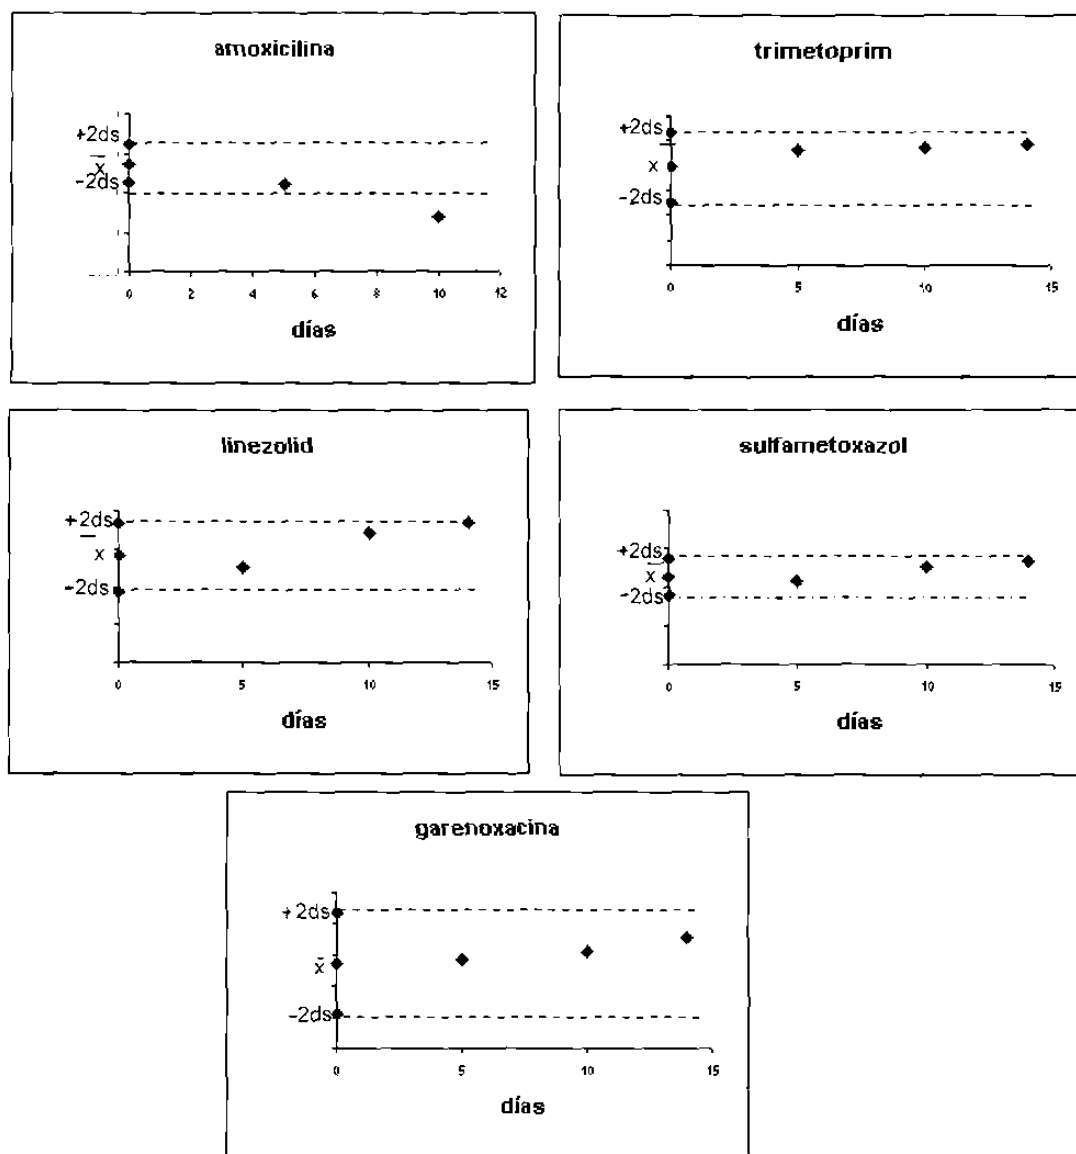 amoxicilina
+2ds
x
-2ds
0 2 4 6 8 10 12
días
trimetoprim
+2ds
x
-2ds
0 5 10 15
días
linezolid
+2ds
x
-2ds
0 5 10 15
días
sulfametoxazol
+2ds
x
-2ds
0 5 10 15
días
garenoxacina
+2ds
x
-2ds
0 5 10 15
días